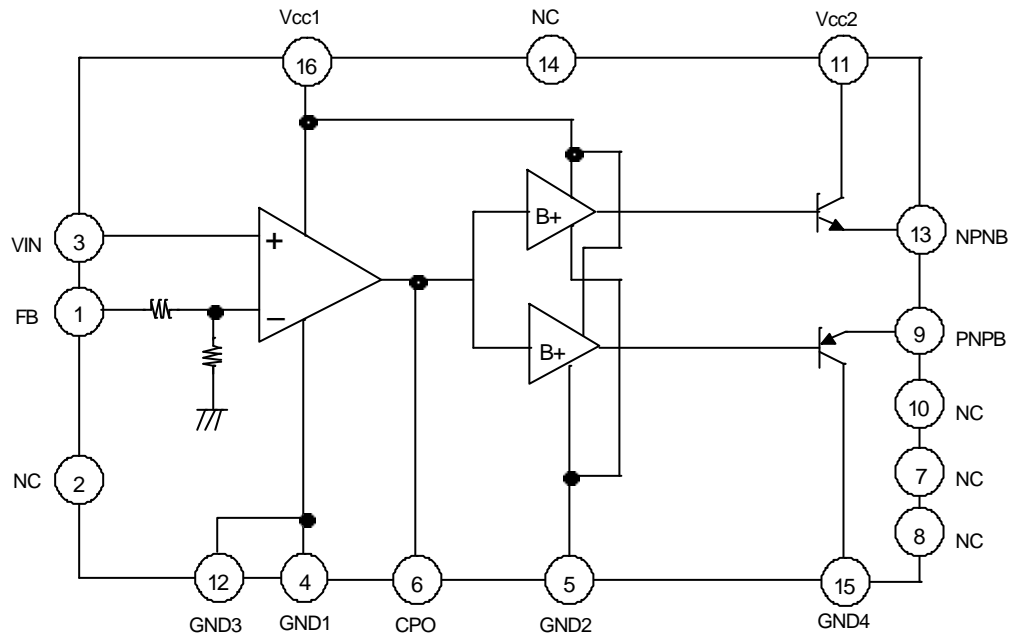 Vcc1
NC
Vcc2
16
14
11
B+
3
VIN
+
13
NPNB
1
FB
−
9
PNPB
B+
10
NC
2
NC
7
NC
8
NC
12
4
6
5
15
GND3
GND1
CPO
GND2
GND4